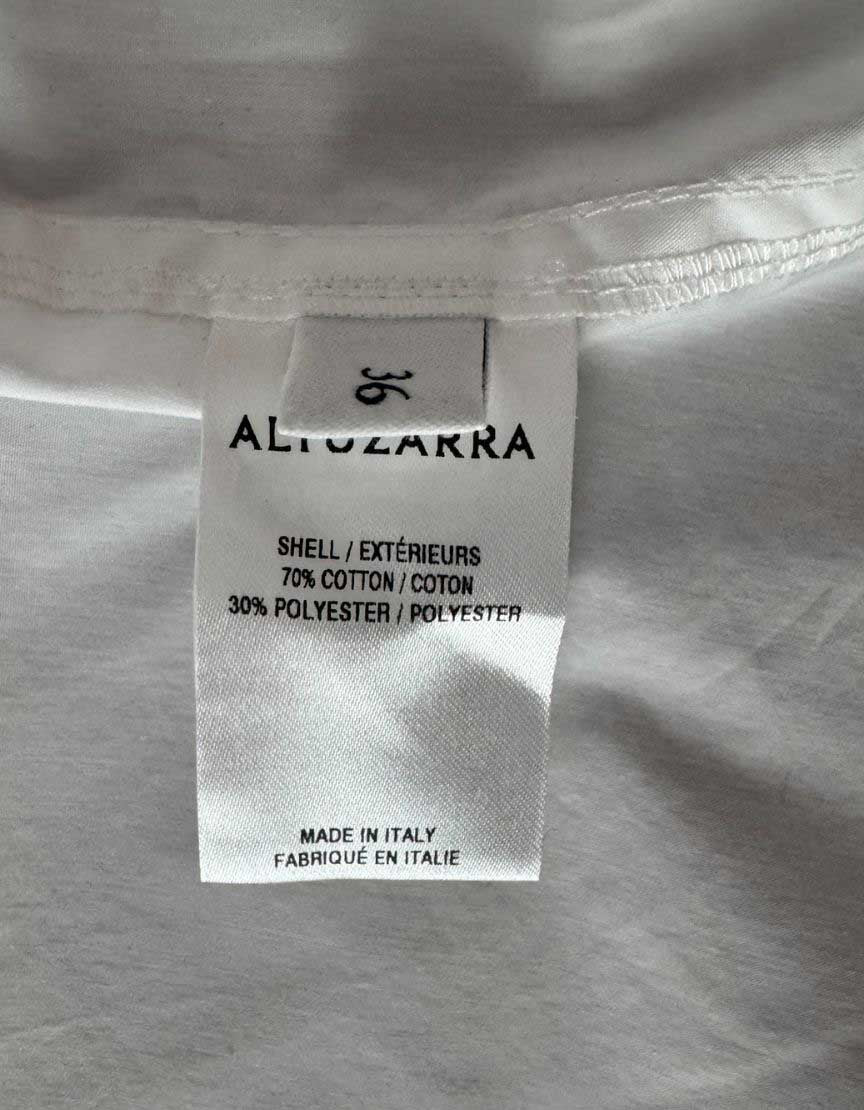 36
ALTUZARRA
SHELL / EXTÉRIEURS
70% COTTON / COTON
30% POLYESTER / POLYESTER
MADE IN ITALY
FABRIQUÉ EN ITALIE